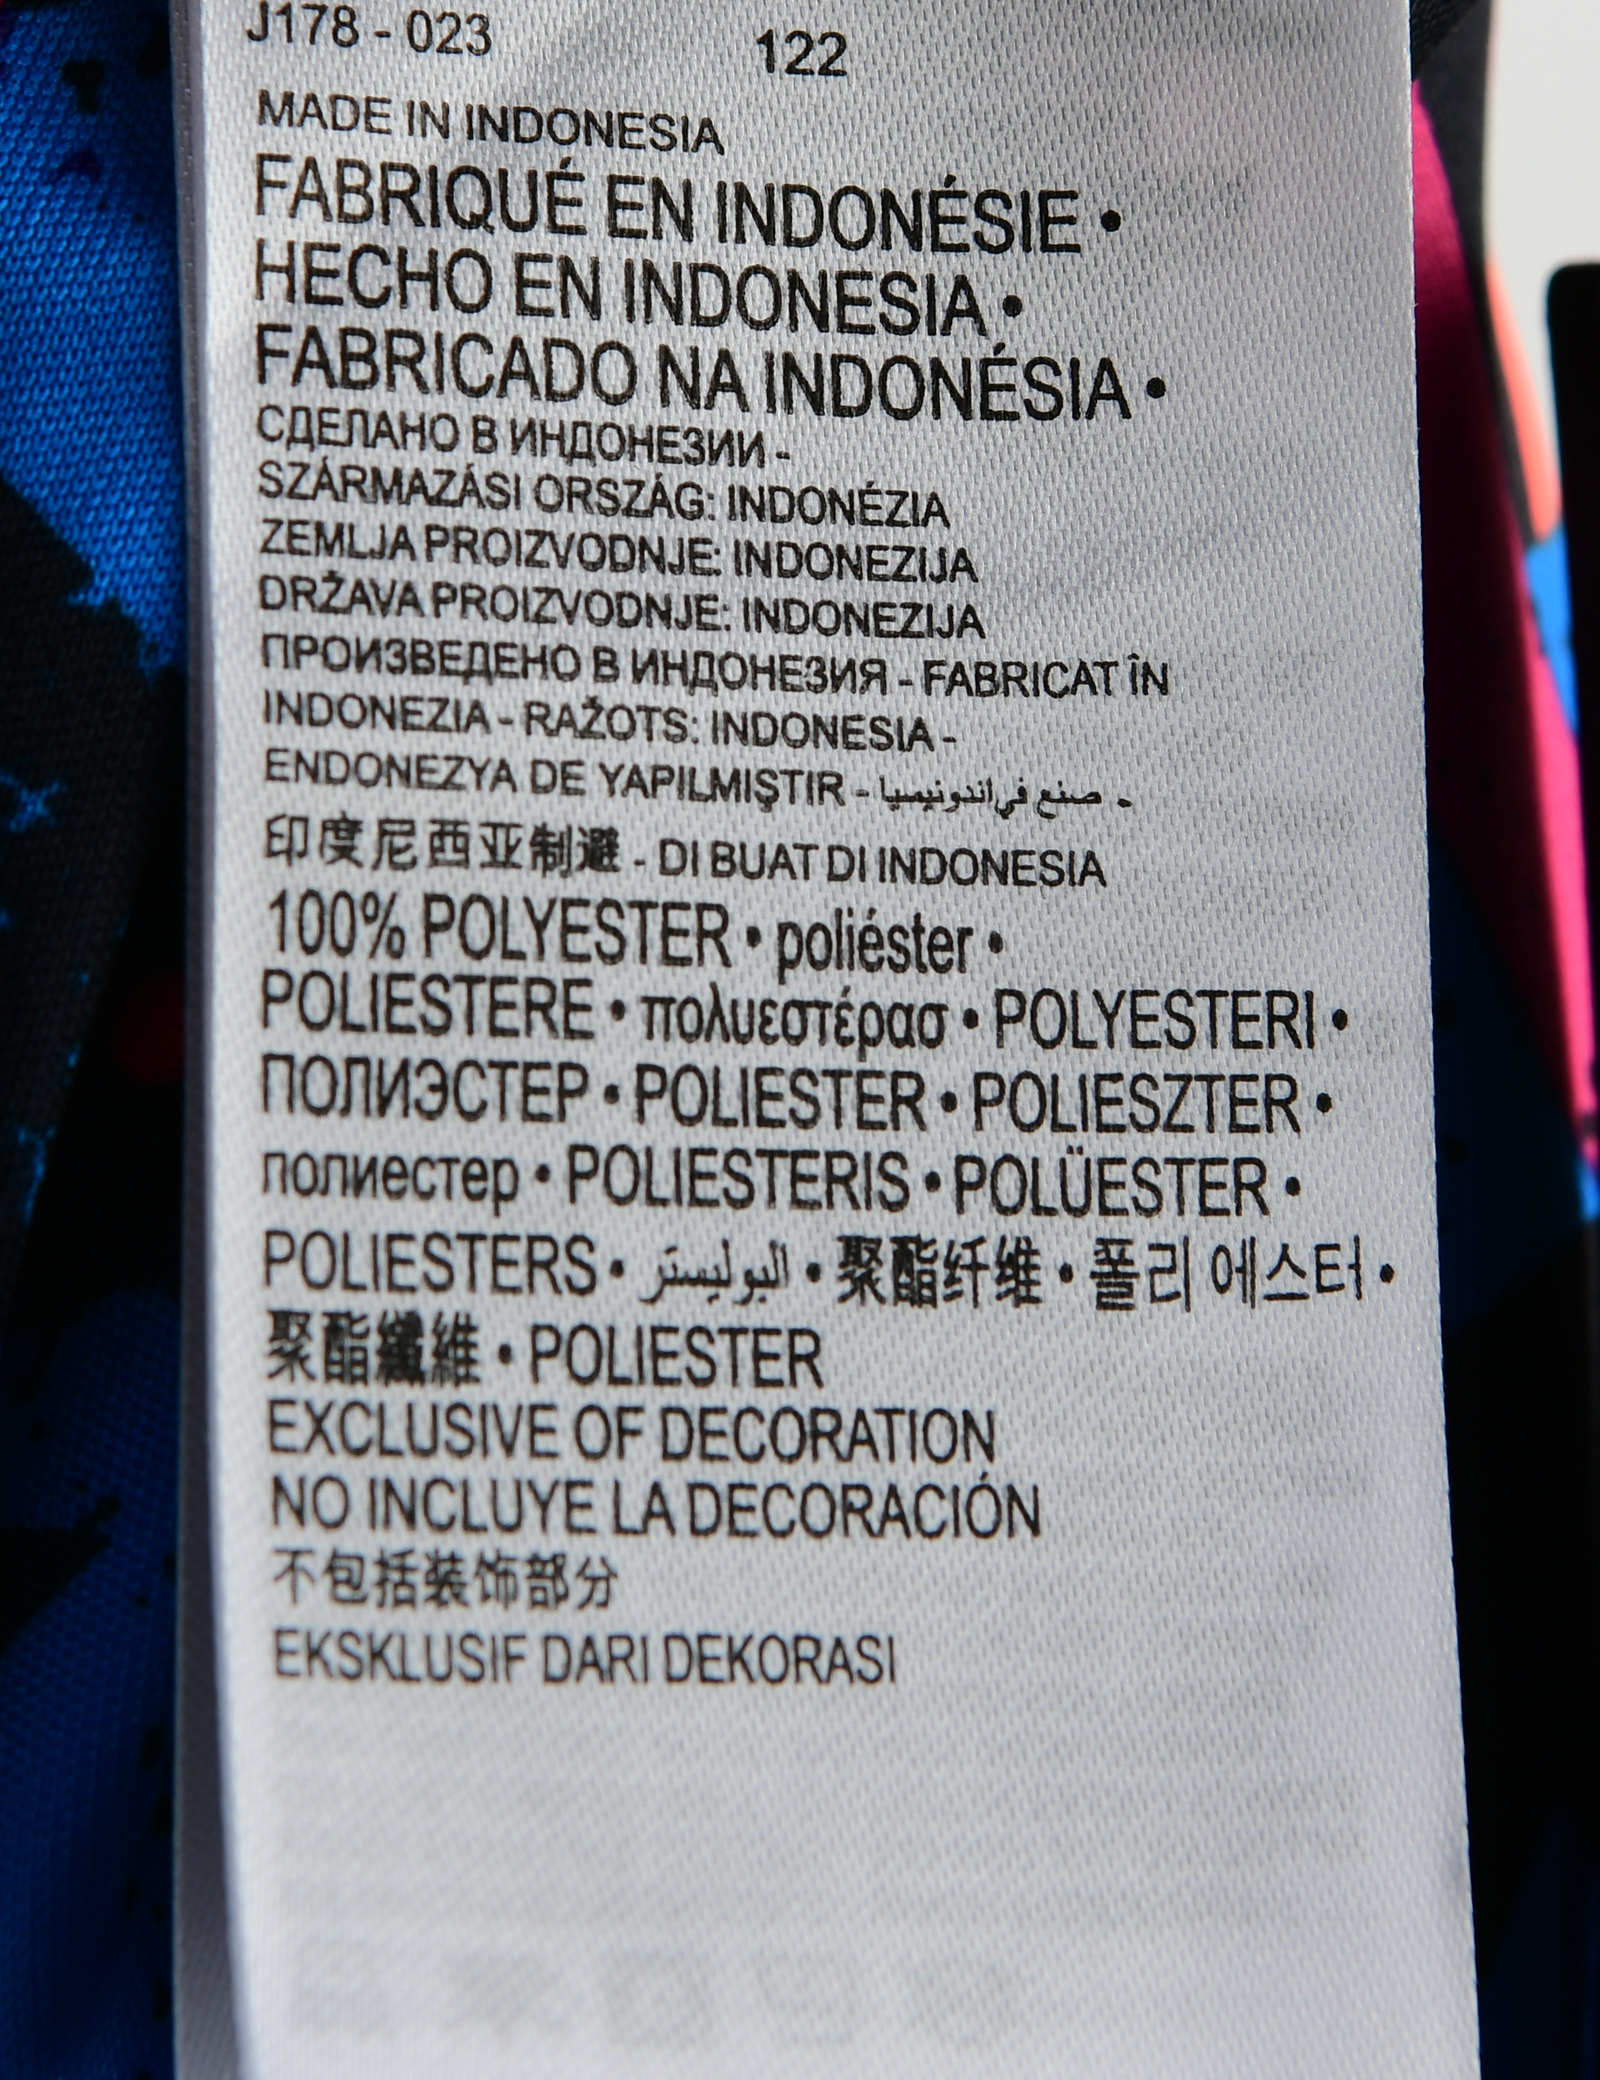 J178 - 023 122
MADE IN INDONESIA
FABRIQUÉ EN INDONÉSIE •
HECHO EN INDONESIA •
FABRICADO NA INDONÉSIA •
СДЕЛАНО В ИНДОНЕЗИИ -
SZÁRMAZÁSI ORSZÁG: INDONÉZIA
ZEMLJA PROIZVODNJE: INDONEZIJA
DRŽAVA PROIZVODNJE: INDONEZIJA
ПРОИЗВЕДЕНО В ИНДОНЕЗИЯ - FABRICAT ÎN
INDONEZIA - RAŽOTS: INDONESIA -
ENDONEZYA DE YAPILMIŞTIR - صنع في اندونيسيا -
印度尼西亚制避 - DI BUAT DI INDONESIA
100% POLYESTER • poliéster •
POLIESTERE • πολυεστέρασ • POLYESTERI •
ПОЛИЭСТЕР • POLIESTER • POLIESZTER •
полиестер • POLIESTERIS • POLÜESTER •
POLIESTERS • البوليستر • 聚酯纤维 • 폴리 에스터 •
聚酯纖維 • POLIESTER
EXCLUSIVE OF DECORATION
NO INCLUYE LA DECORACIÓN
不包括装饰部分
EKSKLUSIF DARI DEKORASI